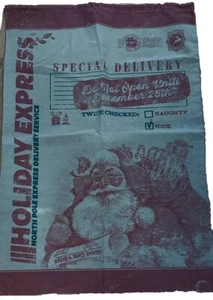 SPECIAL DELIVERY
Do Not Open Until
December 25th
TWICE CHECKED:
NAUGHTY
NICE
HOLIDAY EXPRESS
NORTH POLE EXPRESS DELIVERY SERVICE